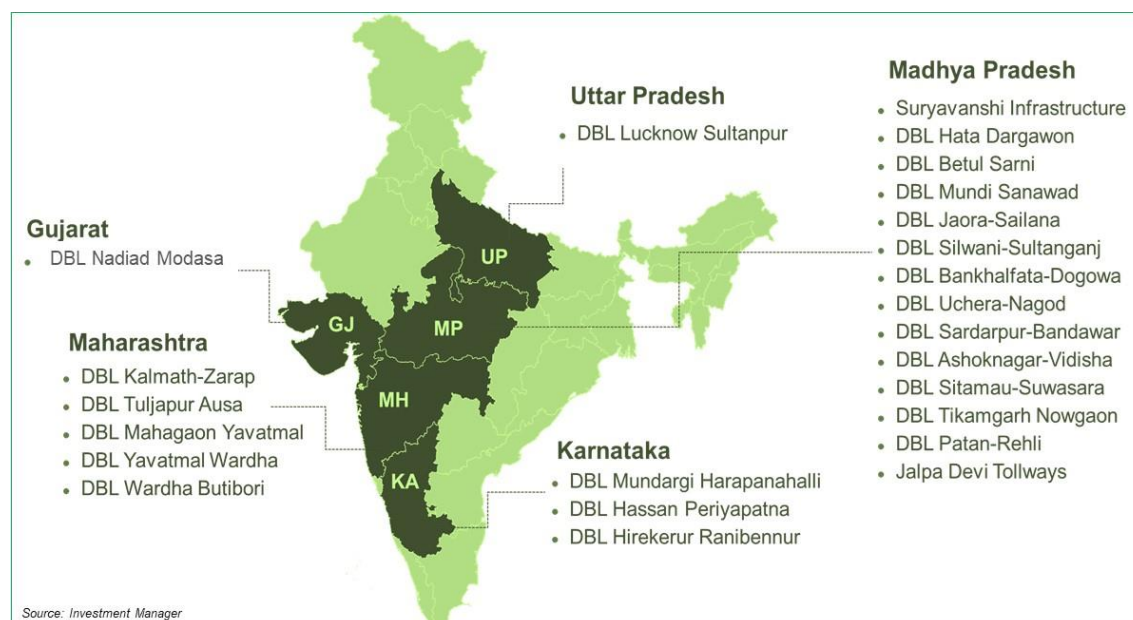 Uttar Pradesh
• DBL Lucknow Sultanpur
Madhya Pradesh
• Suryavanshi Infrastructure
• DBL Hata Dargawon
• DBL Betul Sarni
• DBL Mundi Sanawad
• DBL Jaora-Sailana
• DBL Silwani-Sultanganj
• DBL Bankhalfata-Dogowa
• DBL Uchera-Nagod
• DBL Sardarpur-Bandawar
• DBL Ashoknagar-Vidisha
• DBL Sitamau-Suwasara
• DBL Tikamgarh Nowgaon
• DBL Patan-Rehli
• Jalpa Devi Tollways
Gujarat
• DBL Nadiad Modasa
Maharashtra
• DBL Kalmath-Zarap
• DBL Tuljapur Ausa
• DBL Mahagaon Yavatmal
• DBL Yavatmal Wardha
• DBL Wardha Butibori
UP
GJ
MP
MH
KA
Karnataka
• DBL Mundargi Harapanahalli
• DBL Hassan Periyapatna
• DBL Hirekerur Ranibennur
Source: Investment Manager